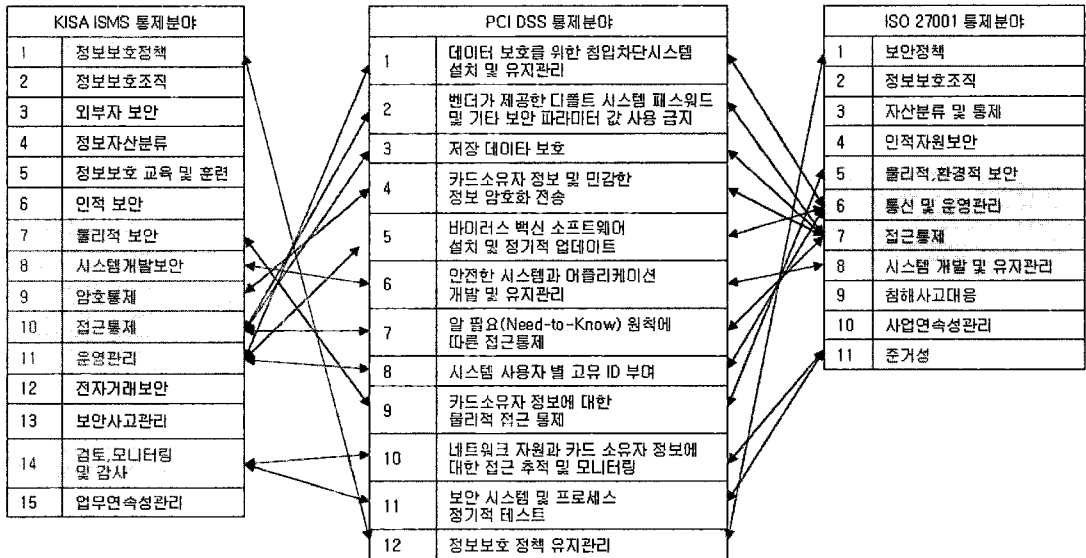 KISA ISMS 통제분야
1 정보보호정책
2 정보보호조직
3 외부자 보안
4 정보자산분류
5 정보보호 교육 및 훈련
6 인적 보안
7 물리적 보안
8 시스템개발보안
9 암호통제
10 접근통제
11 운영관리
12 전자거래보안
13 보안사고관리
14 검토,모니터링
및 감사
15 업무연속성관리
PCI DSS 통제분야
1 데이터 보호를 위한 침입차단시스템
설치 및 유지관리
2 벤더가 제공한 디폴트 시스템 패스워드
및 기타 보안 파라미터 값 사용 금지
3 저장 데이타 보호
4 카드소유자 정보 및 민감한
정보 암호화 전송
5 바이러스 백신 소프트웨어
설치 및 정기적 업데이트
6 안전한 시스템과 어플리케이션
개발 및 유지관리
7 알 필요(Need-to-Know) 원칙에
따른 접근통제
8 시스템 사용자 별 고유 ID 부여
9 카드소유자 정보에 대한
물리적 접근 통제
10 네트워크 자원과 카드 소유자 정보에
대한 접근 추적 및 모니터링
11 보안 시스템 및 프로세스
정기적 테스트
12 정보보호 정책 유지관리
ISO 27001 통제분야
1 보안정책
2 정보보호조직
3 자산분류 및 통제
4 인적자원보안
5 물리적,환경적 보안
6 통신 및 운영관리
7 접근통제
8 시스템 개발 및 유지관리
9 침해사고대응
10 사업연속성관리
11 준거성